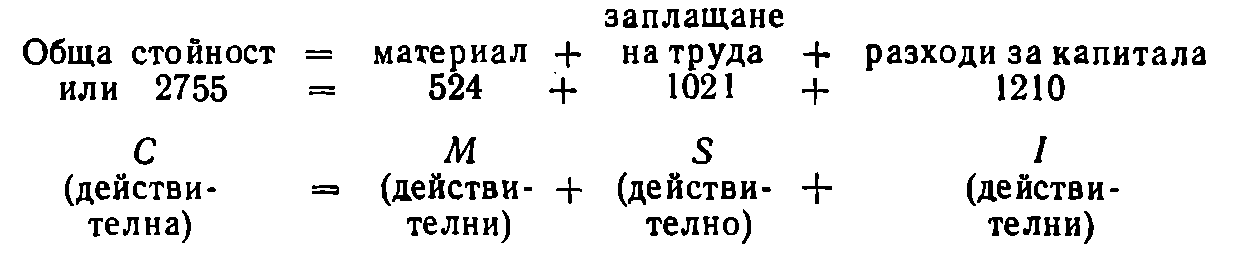 заплащане
Обща стойност = материал + на труда + разходи за капитала
или 2755 = 524 + 1021 + 1210
C M S I
(действи- = (действи- + (действи- + (действи-
телна) телни) телно) телни)